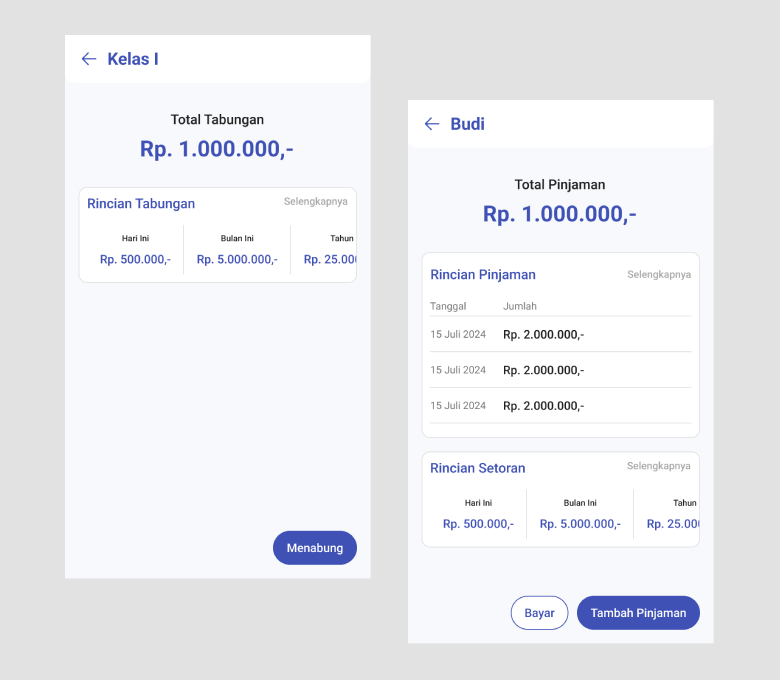 Kelas I
Total Tabungan
Rp. 1.000.000,-
Rincian Tabungan Selengkapnya
Hari Ini Bulan Ini Tahun
Rp. 500.000,- Rp. 5.000.000,- Rp. 25.00
Menabung
Budi
Total Pinjaman
Rp. 1.000.000,-
Rincian Pinjaman Selengkapnya
Tanggal Jumlah
15 Juli 2024 Rp. 2.000.000,-
15 Juli 2024 Rp. 2.000.000,-
15 Juli 2024 Rp. 2.000.000,-
Rincian Setoran Selengkapnya
Hari Ini Bulan Ini Tahun
Rp. 500.000,- Rp. 5.000.000,- Rp. 25.00
Bayar Tambah Pinjaman